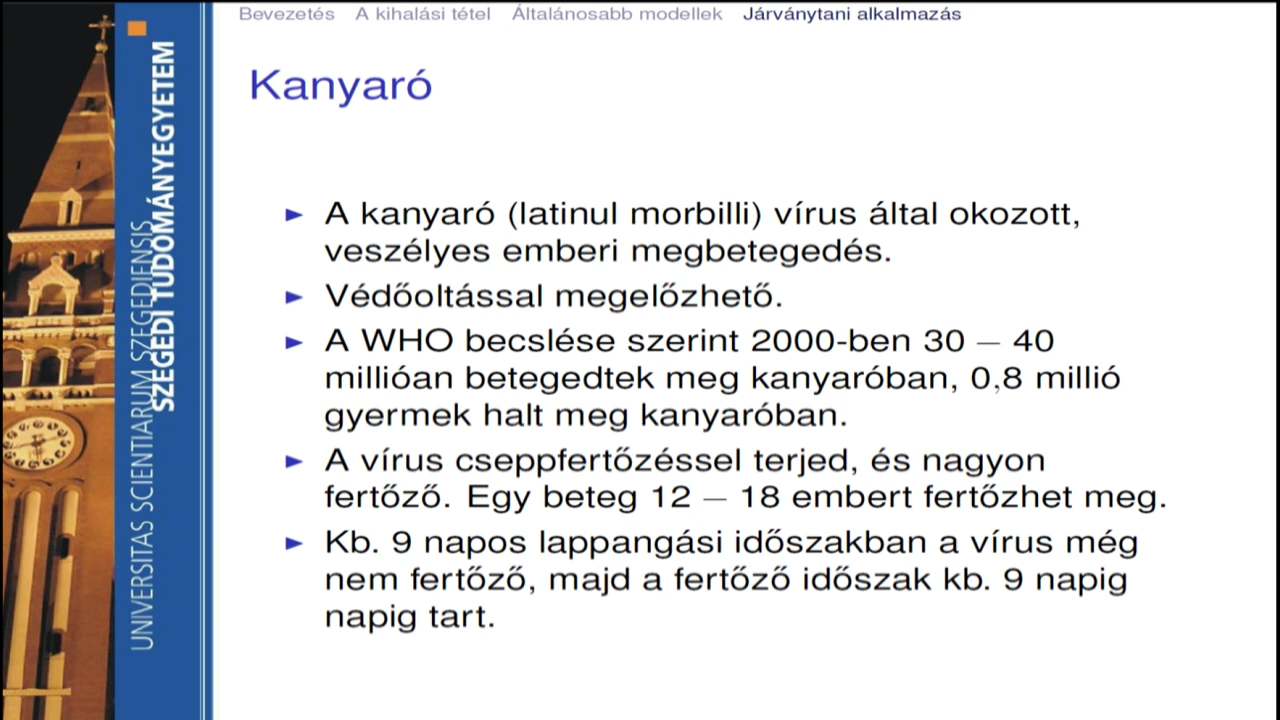 Bevezetés A kihalási tétel Általánosabb modellek Járványtani alkalmazás
SZEGEDI TUDOMÁNYEGYETEM
UNIVERSITAS SCIENTIARUM SZEGEDIENSIS
Kanyaró
► A kanyaró (latinul morbilli) vírus által okozott,
veszélyes emberi megbetegedés.
► Védőoltással megelőzhető.
► A WHO becslése szerint 2000-ben 30 – 40
millióan betegedtek meg kanyaróban, 0,8 millió
gyermek halt meg kanyaróban.
► A vírus cseppfertőzéssel terjed, és nagyon
fertőző. Egy beteg 12 – 18 embert fertőzhet meg.
► Kb. 9 napos lappangási időszakban a vírus még
nem fertőző, majd a fertőző időszak kb. 9 napig
napig tart.